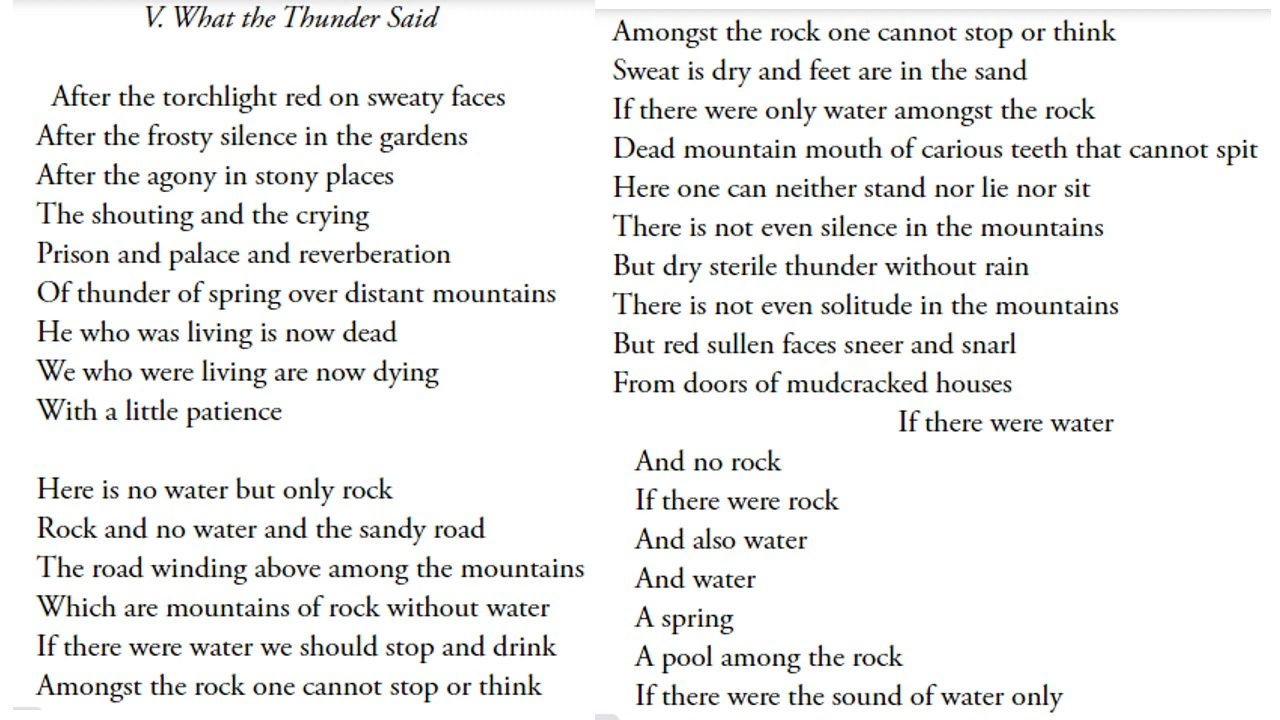 V. What the Thunder Said
After the torchlight red on sweaty faces
After the frosty silence in the gardens
After the agony in stony places
The shouting and the crying
Prison and palace and reverberation
Of thunder of spring over distant mountains
He who was living is now dead
We who were living are now dying
With a little patience
Here is no water but only rock
Rock and no water and the sandy road
The road winding above among the mountains
Which are mountains of rock without water
If there were water we should stop and drink
Amongst the rock one cannot stop or think
Amongst the rock one cannot stop or think
Sweat is dry and feet are in the sand
If there were only water amongst the rock
Dead mountain mouth of carious teeth that cannot spit
Here one can neither stand nor lie nor sit
There is not even silence in the mountains
But dry sterile thunder without rain
There is not even solitude in the mountains
But red sullen faces sneer and snarl
From doors of mudcracked houses
If there were water
And no rock
If there were rock
And also water
And water
A spring
A pool among the rock
If there were the sound of water only